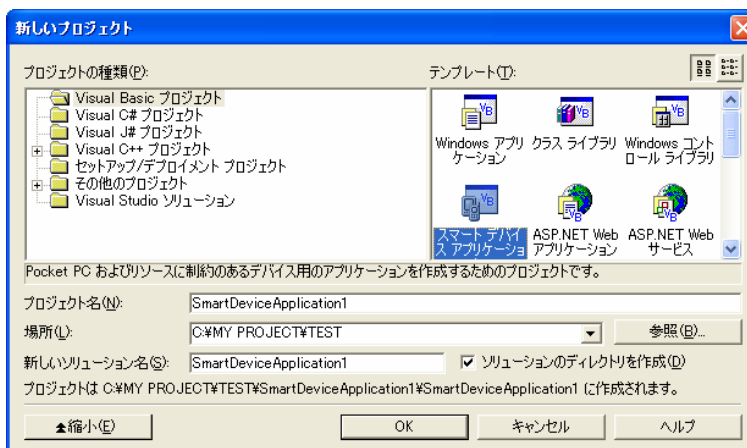 新しいプロジェクト
プロジェクトの種類(P):
テンプレート(T):
Visual Basic プロジェクト
Visual C# プロジェクト
Visual J# プロジェクト
Visual C++ プロジェクト
セットアップ/デプロイメント プロジェクト
その他のプロジェクト
Visual Studio ソリューション
Windows アプリケーション
クラス ライブラリ
Windows コントロール ライブラリ
スマート デバイス アプリケーショ
ASP.NET Web アプリケーション
ASP.NET Web サービス
Pocket PC およびリソースに制約のあるデバイス用のアプリケーションを作成するためのプロジェクトです。
プロジェクト名(N):
SmartDeviceApplication1
場所(L):
C:¥MY PROJECT¥TEST
参照(B)...
新しいソリューション名(S):
SmartDeviceApplication1
ソリューションのディレクトリを作成(D)
プロジェクトは C:¥MY PROJECT¥TEST¥SmartDeviceApplication1¥SmartDeviceApplication1 に作成されます。
縮小(E)
OK
キャンセル
ヘルプ